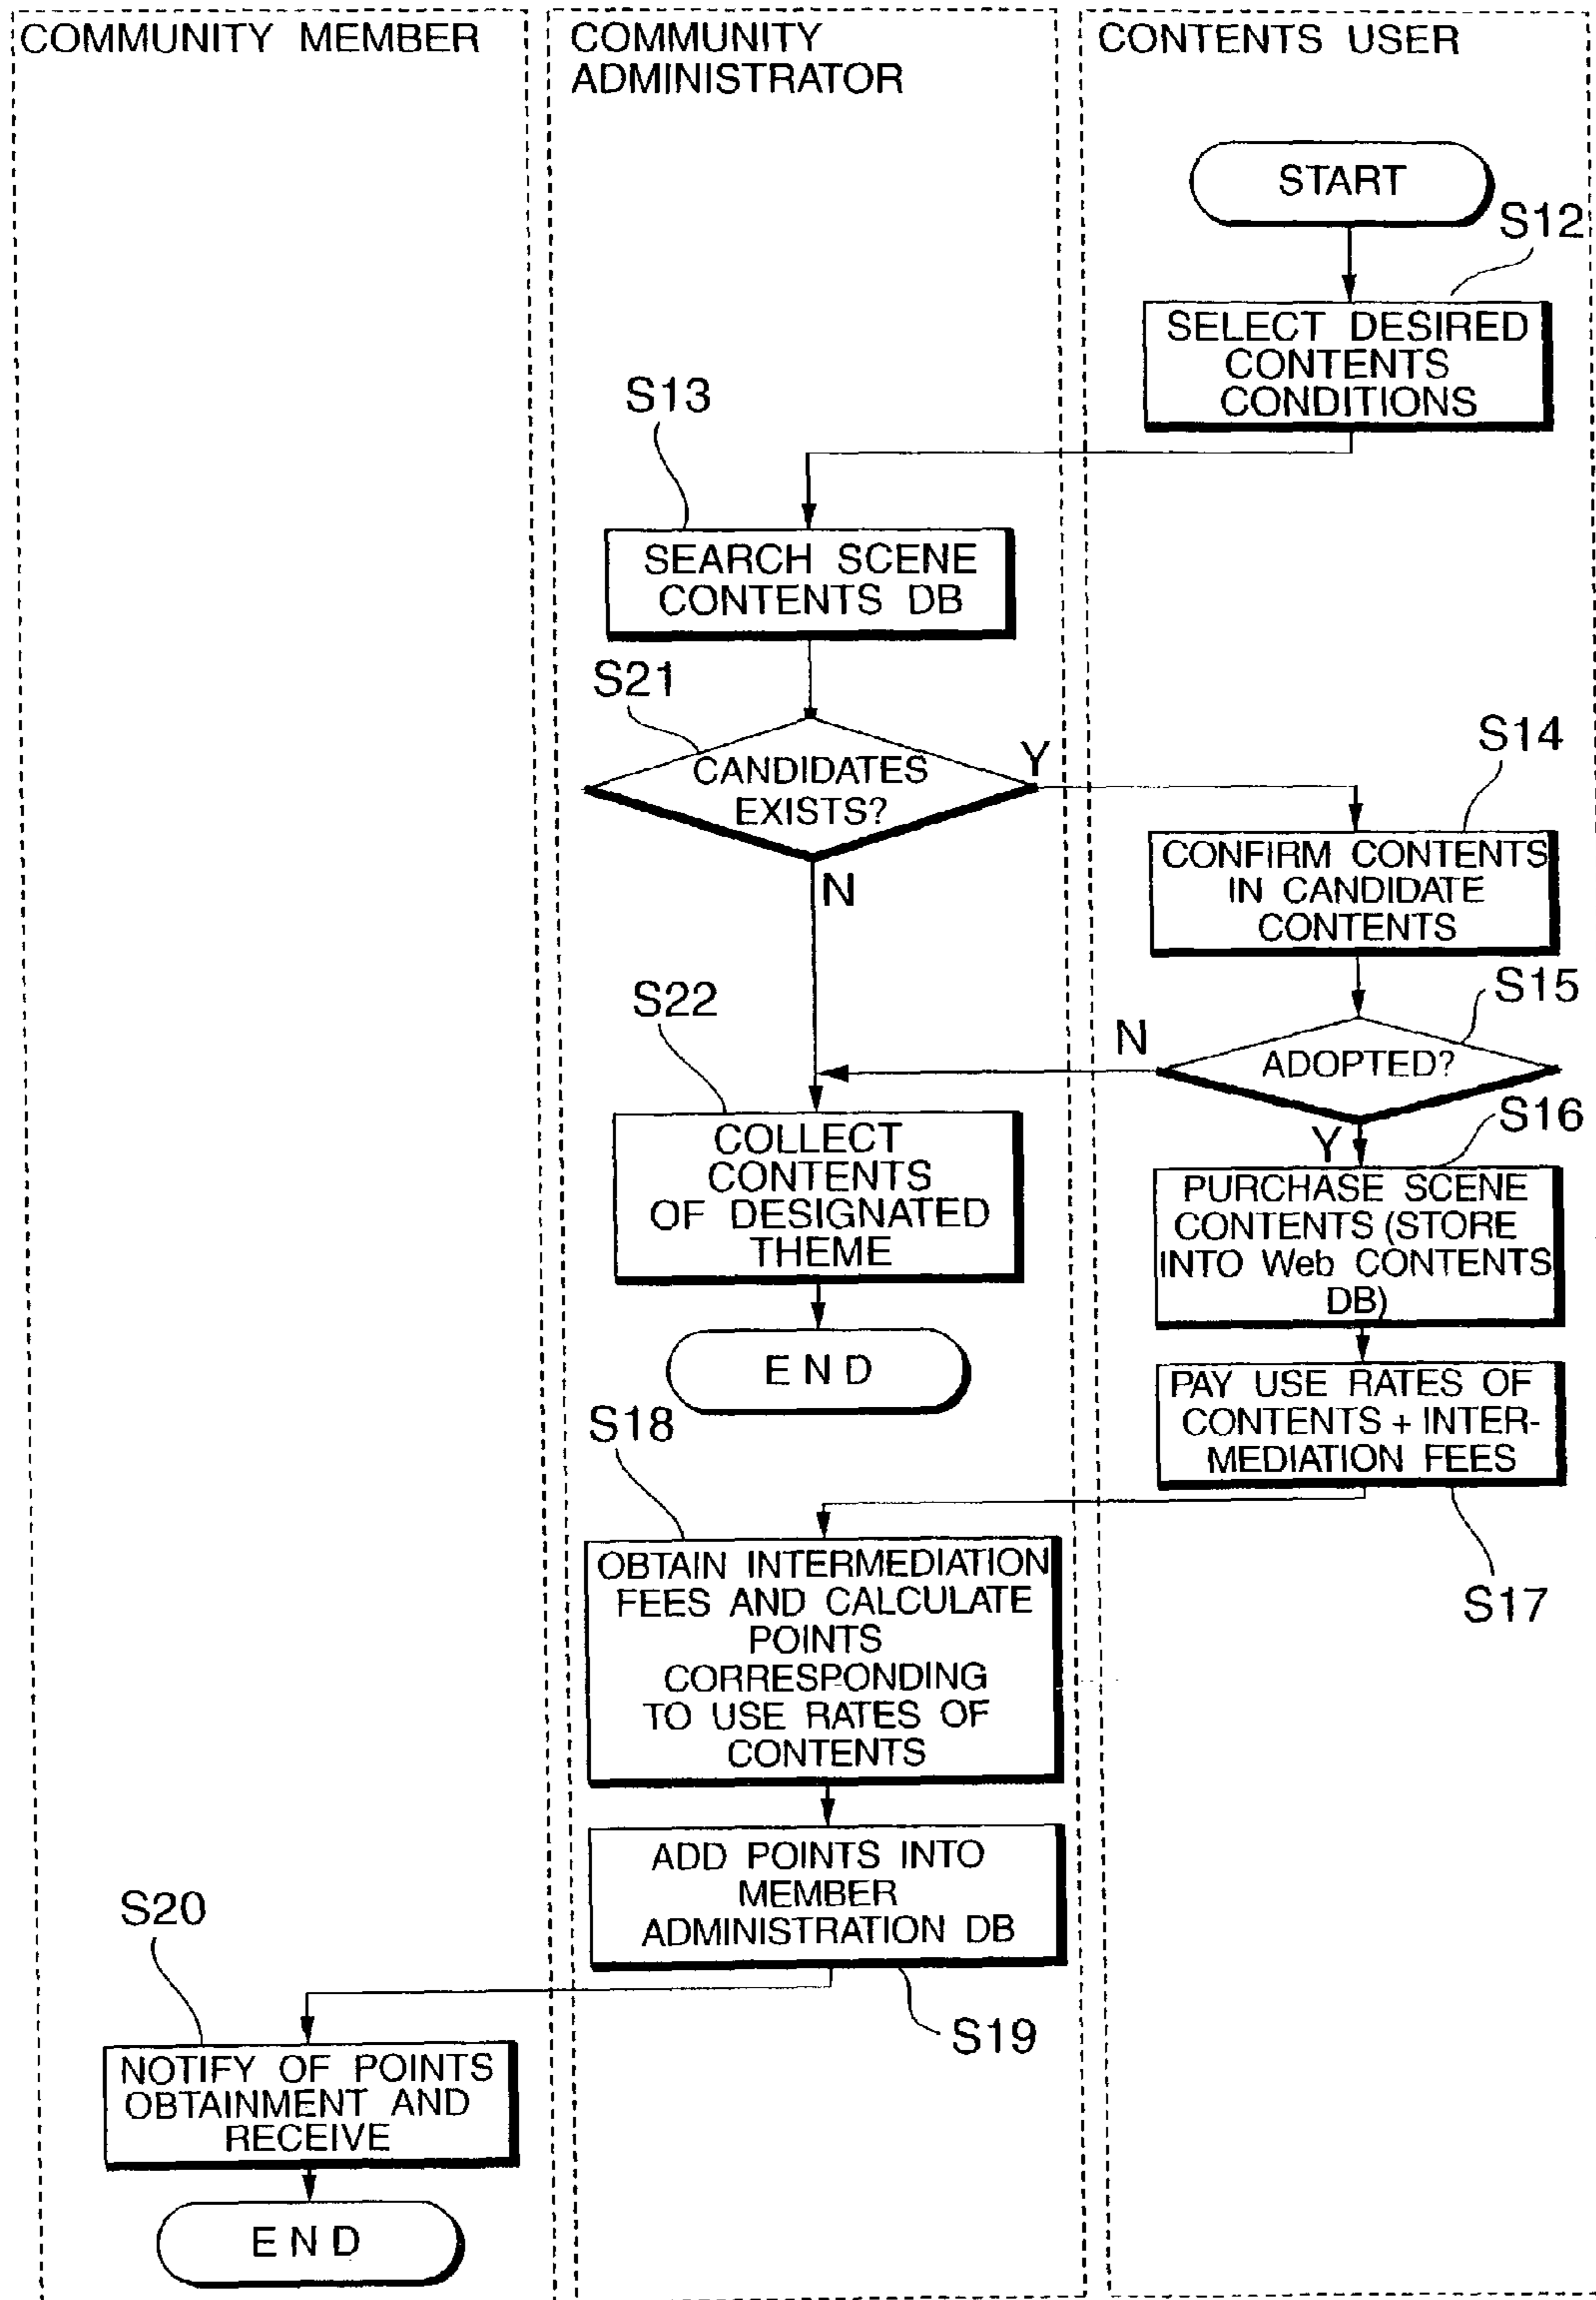 COMMUNITY MEMBER
COMMUNITY
ADMINISTRATOR
CONTENTS USER
START
S12
SELECT DESIRED
CONTENTS
CONDITIONS
S13
SEARCH SCENE
CONTENTS DB
S21
CANDIDATES
EXISTS?
Y
N
S14
CONFIRM CONTENTS
IN CANDIDATE
CONTENTS
S15
ADOPTED?
N
Y
S22
COLLECT
CONTENTS
OF DESIGNATED
THEME
END
S16
PURCHASE SCENE
CONTENTS (STORE
INTO Web CONTENTS
DB)
PAY USE RATES OF
CONTENTS + INTER-
MEDIATION FEES
S17
S18
OBTAIN INTERMEDIATION
FEES AND CALCULATE
POINTS
CORRESPONDING
TO USE RATES OF
CONTENTS
ADD POINTS INTO
MEMBER
ADMINISTRATION DB
S19
S20
NOTIFY OF POINTS
OBTAINMENT AND
RECEIVE
END